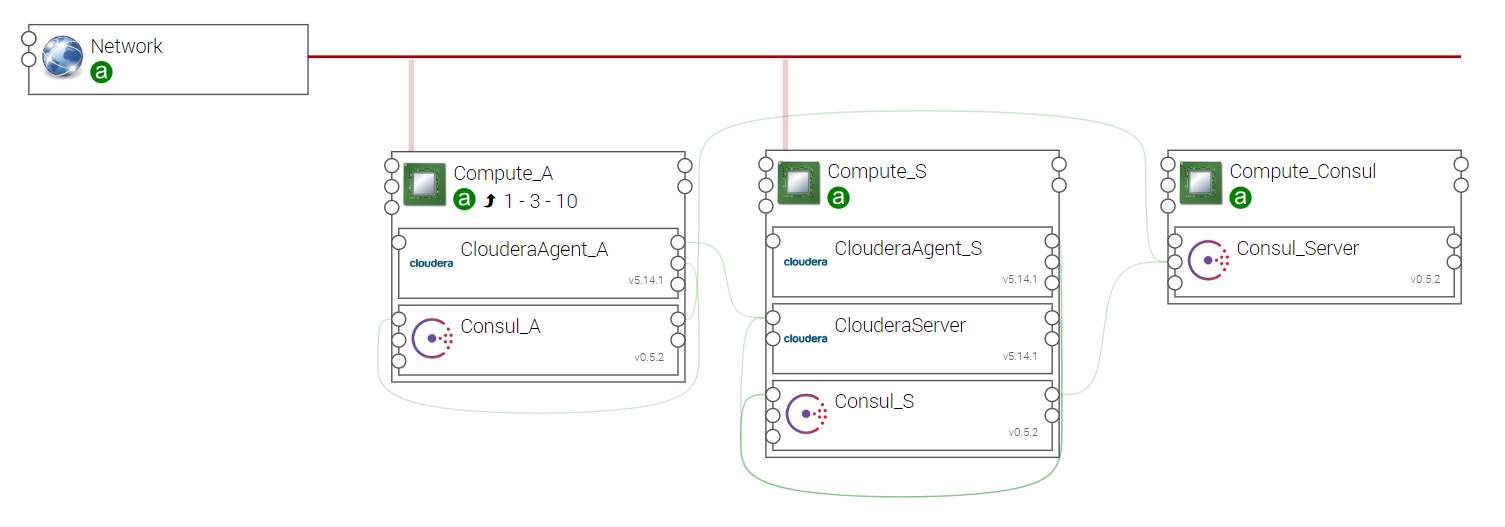 Network
a
Compute_A
a 1 - 3 - 10
cloudera
ClouderaAgent_A
v5.14.1
Consul_A
v0.5.2
Compute_S
a
cloudera
ClouderaAgent_S
v5.14.1
cloudera
ClouderaServer
v5.14.1
Consul_S
v0.5.2
Compute_Consul
a
Consul_Server
v0.5.2